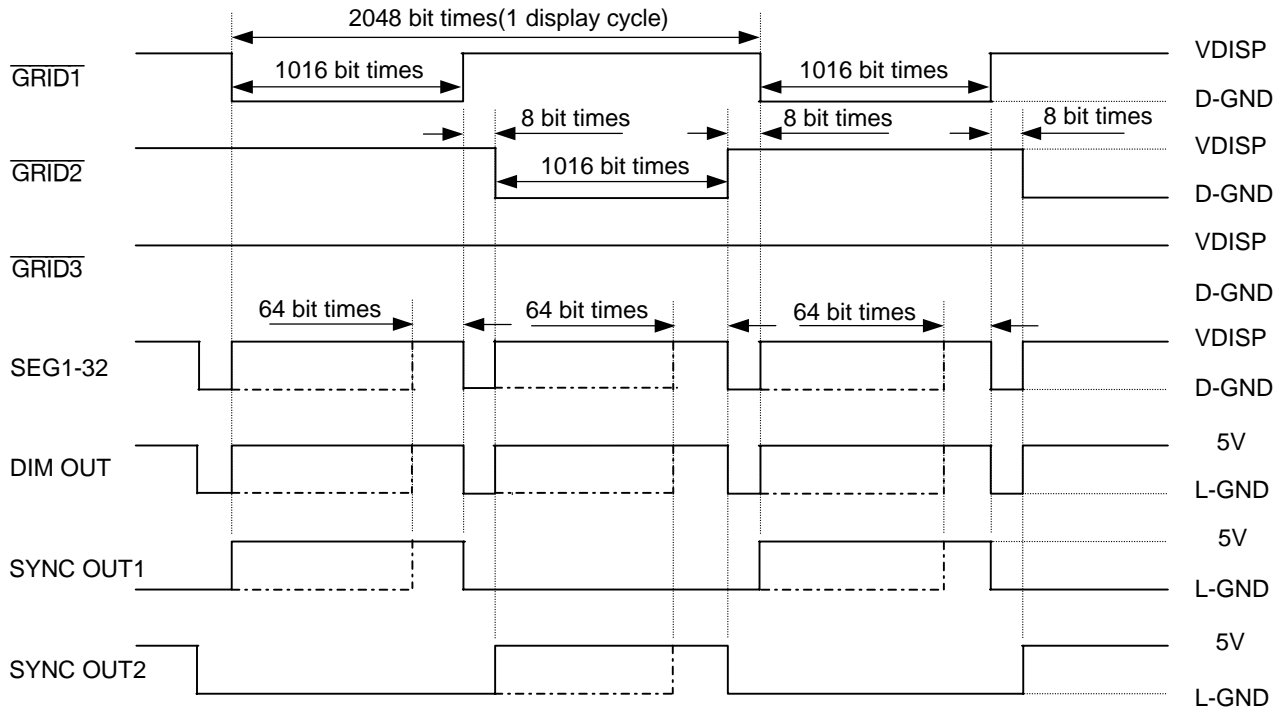 2048 bit times(1 display cycle)
GRID1
1016 bit times
1016 bit times
VDISP
D-GND
8 bit times
8 bit times
8 bit times
GRID2
1016 bit times
VDISP
D-GND
GRID3
VDISP
D-GND
64 bit times
64 bit times
64 bit times
SEG1-32
VDISP
D-GND
DIM OUT
5V
L-GND
SYNC OUT1
5V
L-GND
SYNC OUT2
5V
L-GND